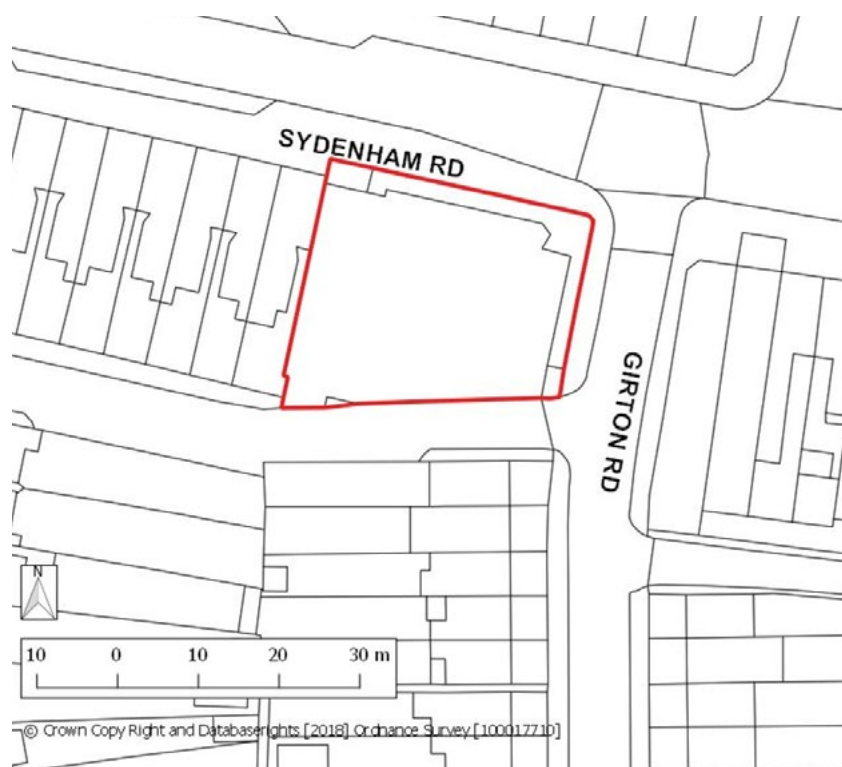 SYDENHAM RD
GIRTON RD
N
10 0 10 20 30 m
© Crown Copy Right and Databaserights [2018] Ordnance Survey [100017710]